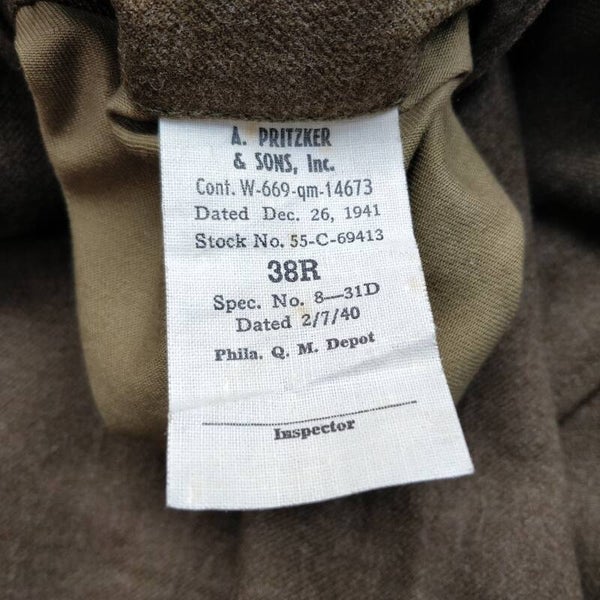 A. PRITZKER
& SONS, Inc.
Cont. W-669-qm-14673
Dated Dec. 26, 1941
Stock No. 55-C-69413
38R
Spec. No. 8—31D
Dated 2/7/40
Phila. Q. M. Depot
Inspector